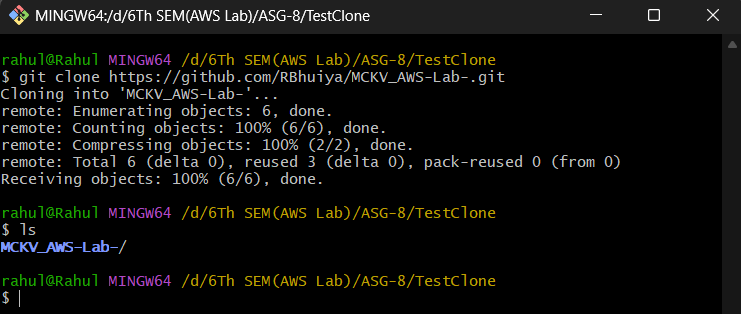 MINGW64:/d/6Th SEM(AWS Lab)/ASG-8/TestClone
rahul@Rahul MINGW64 /d/6Th SEM(AWS Lab)/ASG-8/TestClone
$ git clone https://github.com/RBhuiya/MCKV_AWS-Lab-.git
Cloning into 'MCKV_AWS-Lab-'...
remote: Enumerating objects: 6, done.
remote: Counting objects: 100% (6/6), done.
remote: Compressing objects: 100% (2/2), done.
remote: Total 6 (delta 0), reused 3 (delta 0), pack-reused 0 (from 0)
Receiving objects: 100% (6/6), done.
rahul@Rahul MINGW64 /d/6Th SEM(AWS Lab)/ASG-8/TestClone
$ ls
MCKV_AWS-Lab-/
rahul@Rahul MINGW64 /d/6Th SEM(AWS Lab)/ASG-8/TestClone
$